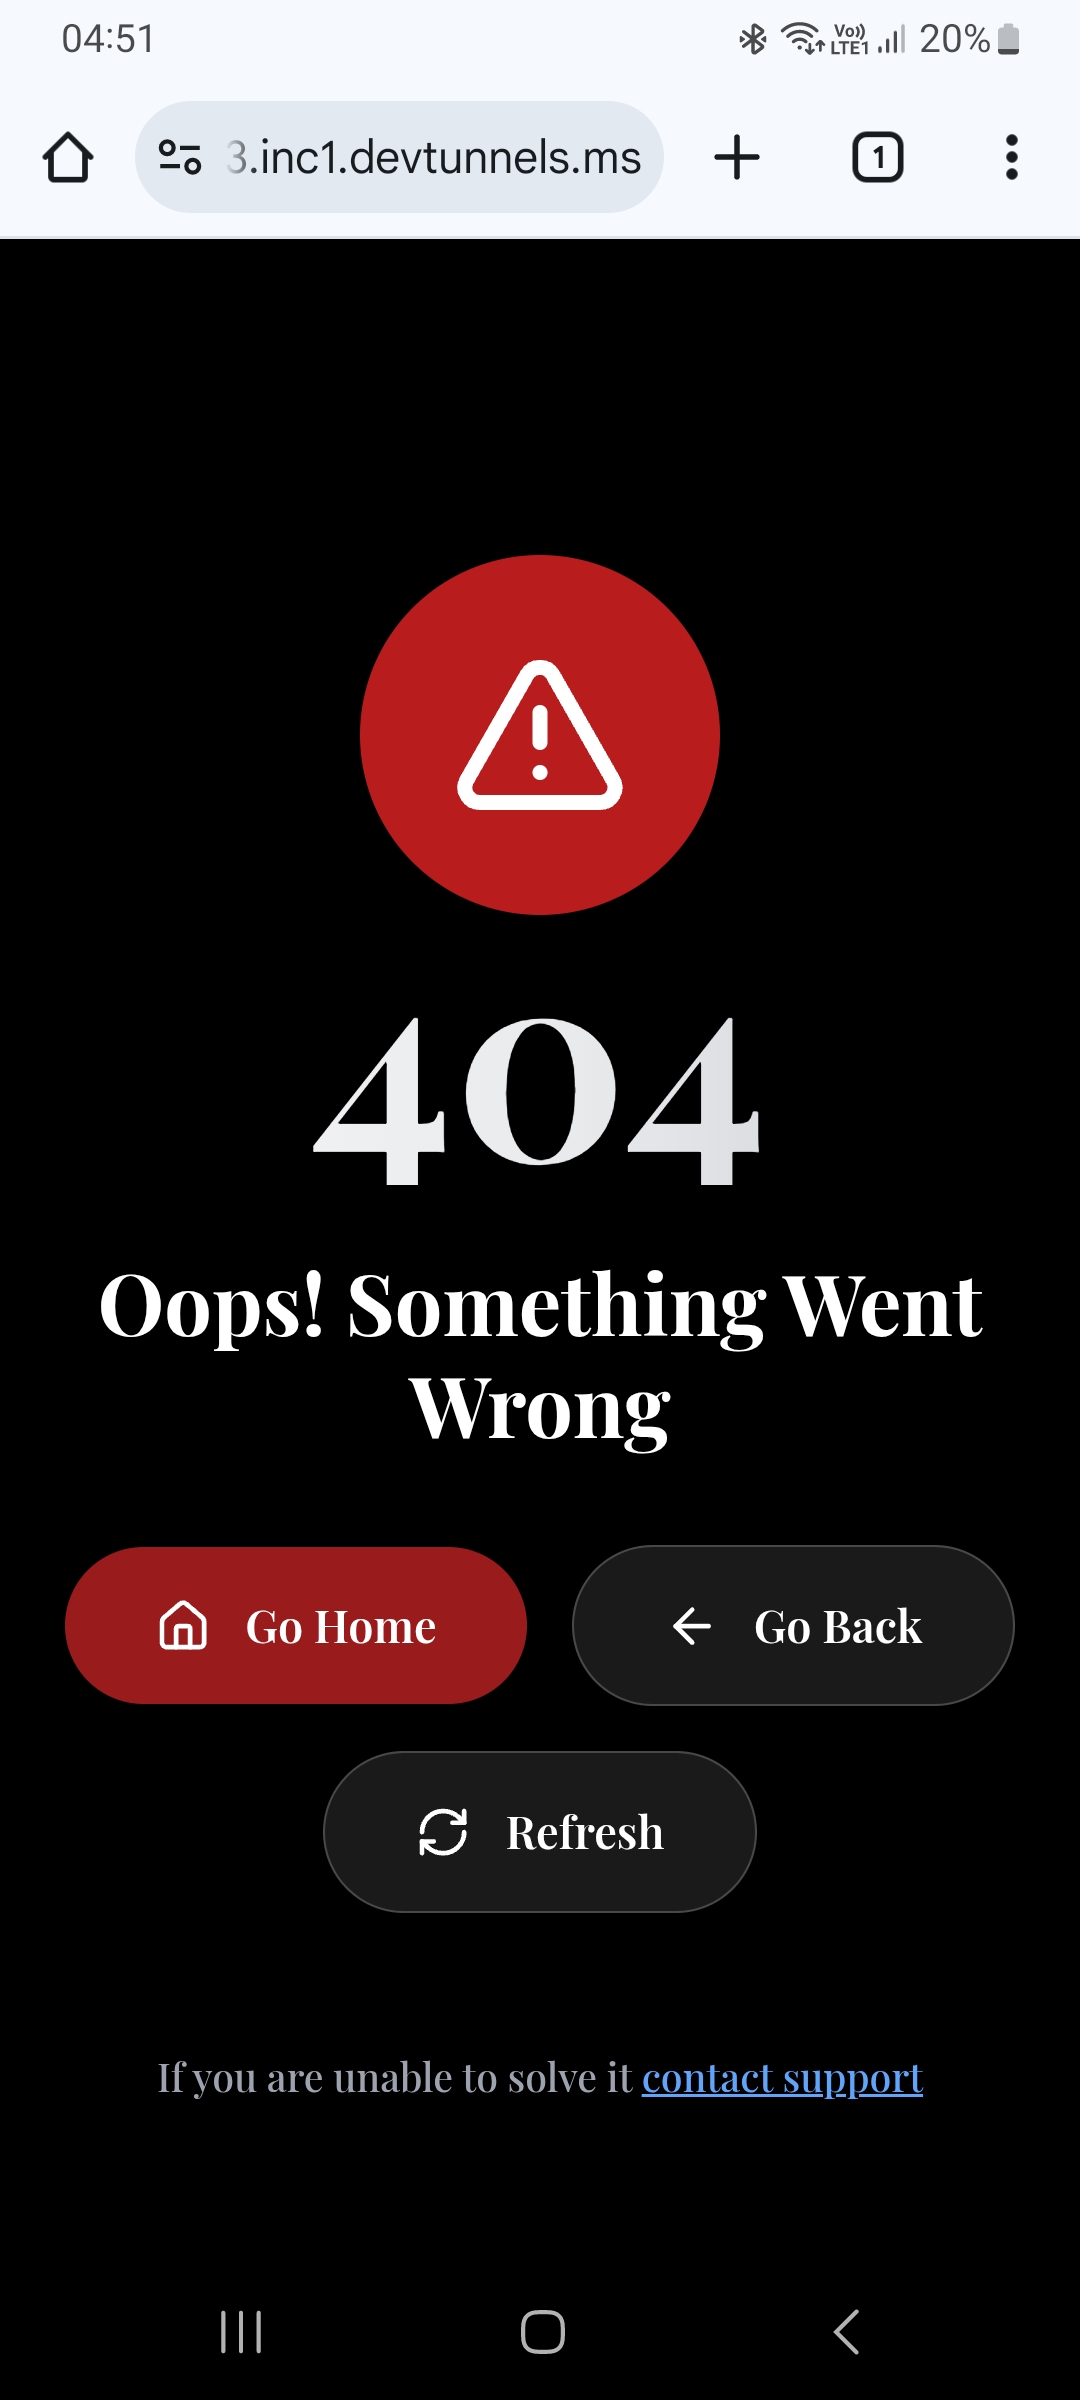 04:51
Vo)) LTE1 20%
3.inc1.devtunnels.ms
1
404
Oops! Something Went
Wrong
Go Home
Go Back
Refresh
If you are unable to solve it contact support